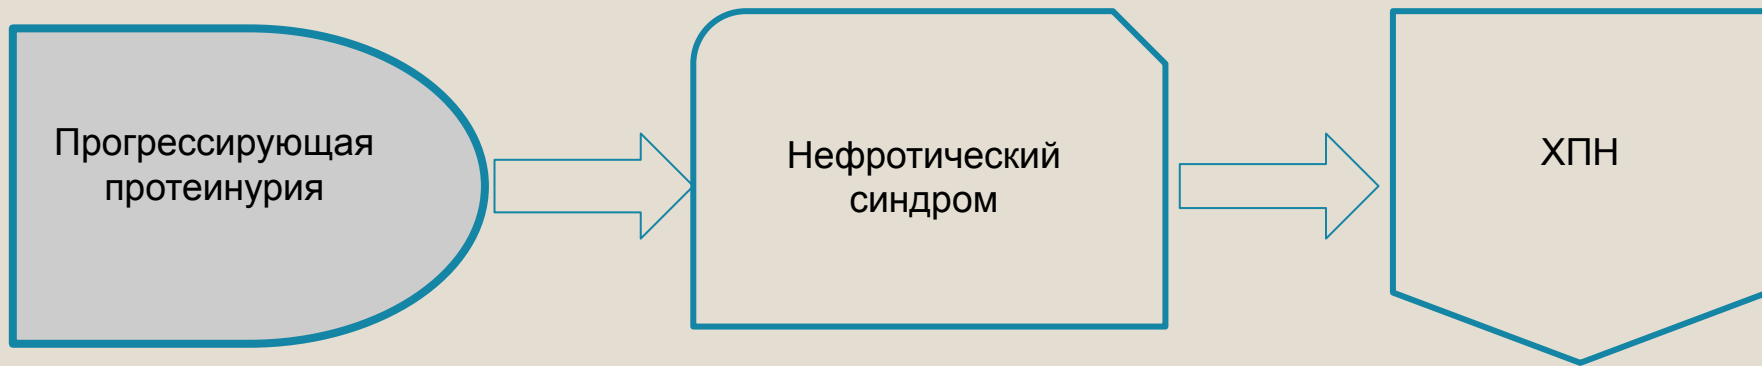 Прогрессирующая
протеинурия
Нефротический
синдром
ХПН